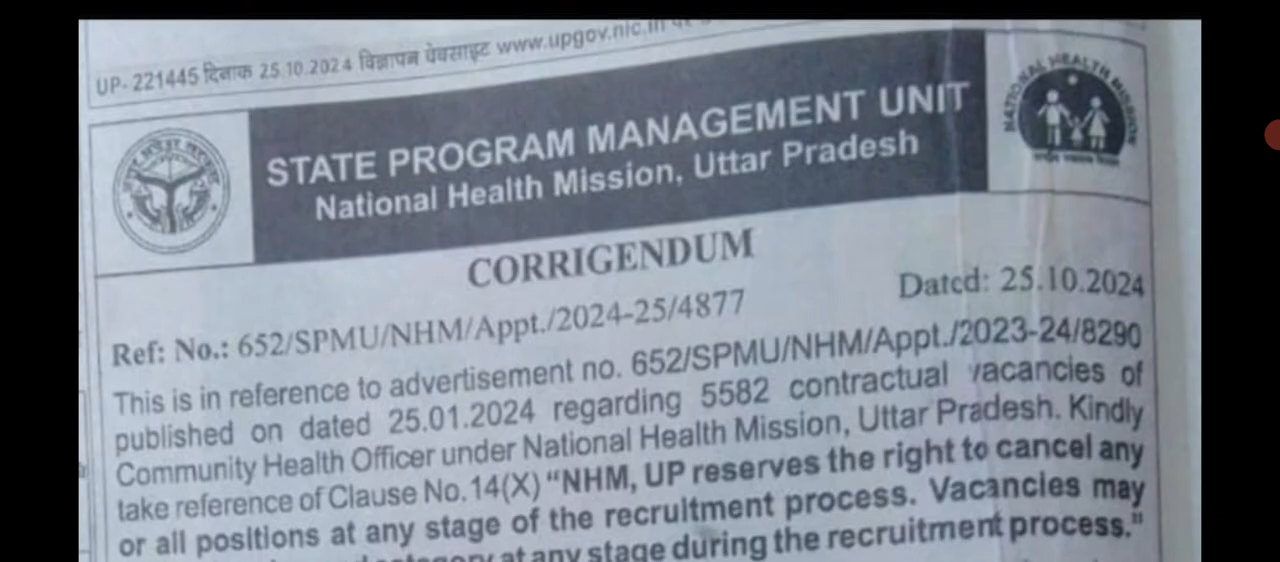 UP- 221445 दिनांक 25.10.2024 विज्ञापन वेबसाइट www.upgov.nic.in पर
STATE PROGRAM MANAGEMENT UNIT
National Health Mission, Uttar Pradesh
NATIONAL HEALTH MISSION
CORRIGENDUM
Ref: No.: 652/SPMU/NHM/Appt./2024-25/4877
Dated: 25.10.2024
This is in reference to advertisement no. 652/SPMU/NHM/Appt./2023-24/8290
published on dated 25.01.2024 regarding 5582 contractual vacancies of
Community Health Officer under National Health Mission, Uttar Pradesh. Kindly
take reference of Clause No.14(X) “NHM, UP reserves the right to cancel any
or all positions at any stage of the recruitment process. Vacancies may
category at any stage during the recruitment process."